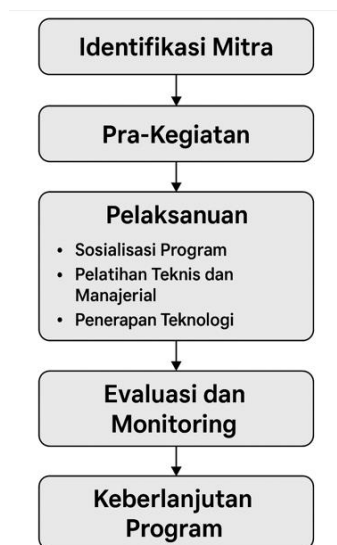 Identifikasi Mitra
Pra-Kegiatan
Pelaksanuan
• Sosialisasi Program
• Pelatihan Teknis dan
Manajerial
• Penerapan Teknologi
Evaluasi dan
Monitoring
Keberlanjutan
Program